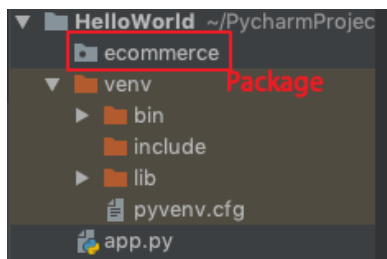 HelloWorld ~/PycharmProjec
ecommerce
venv Package
bin
include
lib
pyvenv.cfg
app.py